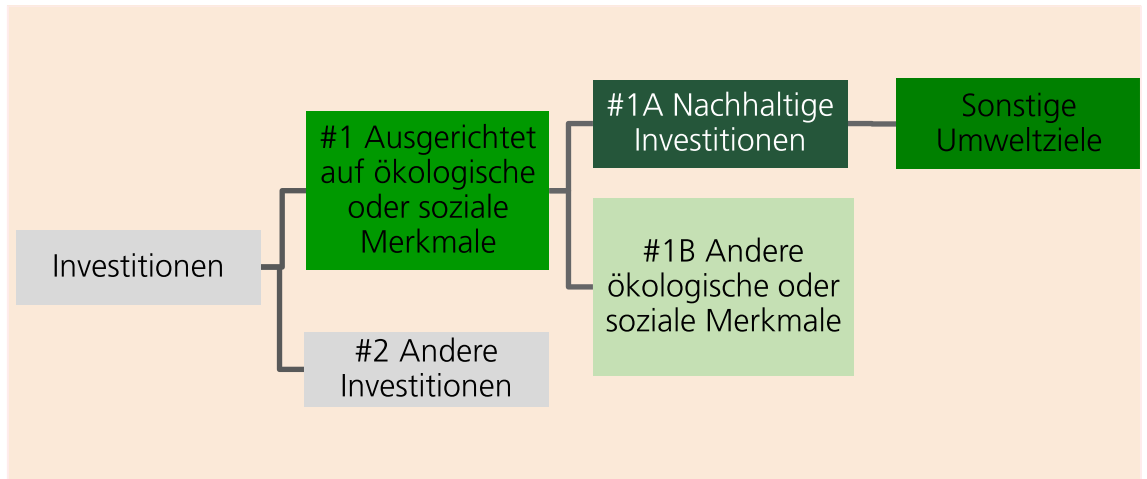 Investitionen
#1 Ausgerichtet
auf ökologische
oder soziale
Merkmale
#2 Andere
Investitionen
#1A Nachhaltige
Investitionen
#1B Andere
ökologische oder
soziale Merkmale
Sonstige
Umweltziele